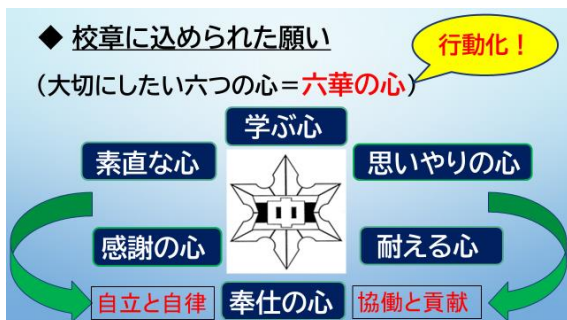 ◆ 校章に込められた願い
行動化！
(大切にしたい六つの心＝六華の心)
学ぶ心
素直な心
思いやりの心
感謝の心
耐える心
自立と自律
奉仕の心
協働と貢献